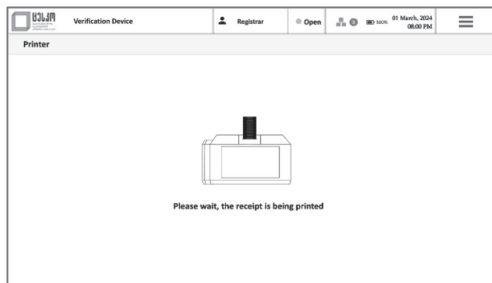 Verification Device
Registrar
Open
100%
01 March, 2024
08:00 PM
Printer
Please wait, the receipt is being printed